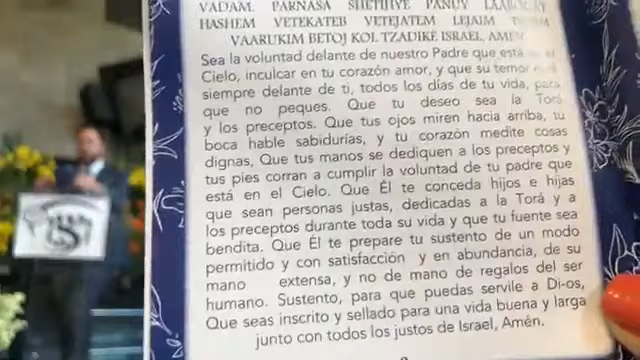 VADAM. PARNASA SHETIHYE PANUY LAABODAT
HASHEM VETEKATEB VETEJATEM LEJAIM
VAARUKIM BETOJ KOL TZADIKE ISRAEL, AMEN
Sea la voluntad delante de nuestro Padre que está en el
Cielo, inculcar en tu corazón amor, y que su temor
siempre delante de ti, todos los días de tu vida, para
que no peques. Que tu deseo sea la Torá
y los preceptos. Que tus ojos miren hacia arriba, tu
boca hable sabidurías, y tu corazón medite cosas
dignas, Que tus manos se dediquen a los preceptos y
tus pies corran a cumplir la voluntad de tu padre que
está en el Cielo. Que Él te conceda hijos e hijas
que sean personas justas, dedicadas a la Torá y a
los preceptos durante toda su vida y que tu fuente sea
bendita. Que Él te prepare tu sustento de un modo
permitido y con satisfacción y en abundancia, de su
mano extensa, y no de mano de regalos del ser
humano. Sustento, para que puedas servile a Di-os,
Que seas inscrito y sellado para una vida buena y larga
junto con todos los justos de Israel, Amén.